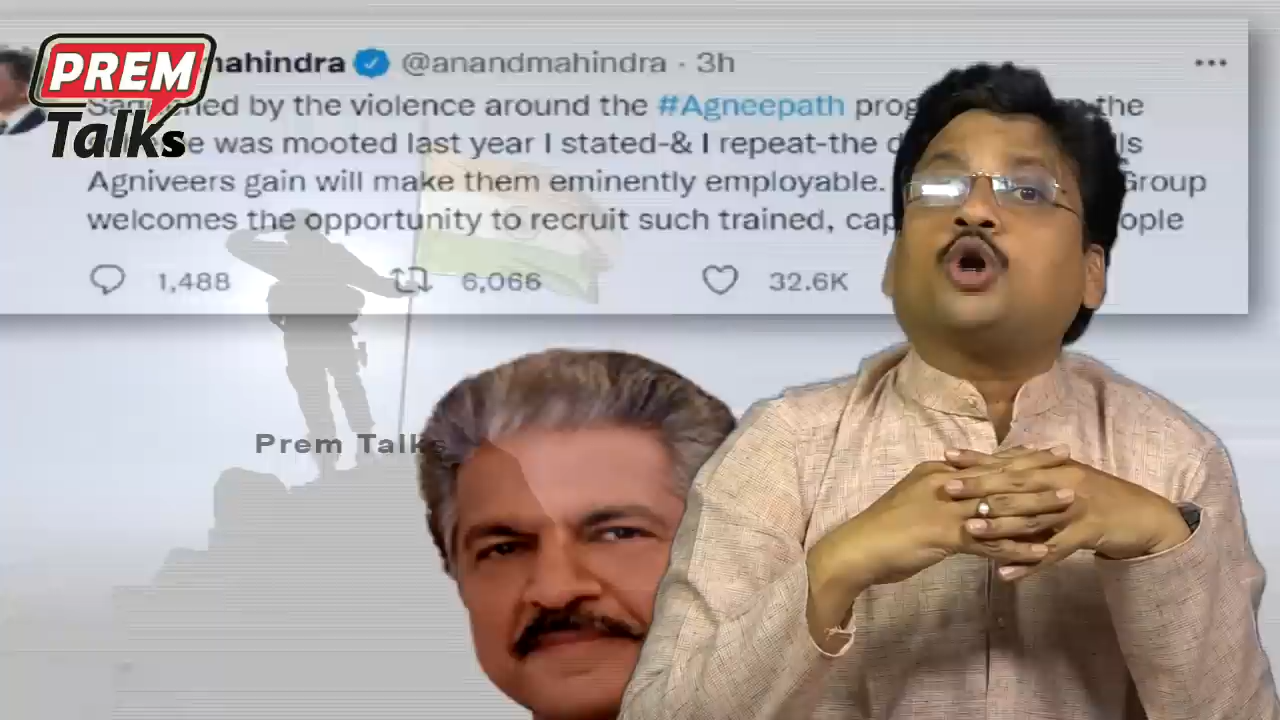 PREM
Talks
mahindra @anandmahindra · 3h
by the violence around the #Agneepath the
was mooted last year I stated-& I repeat-the
Agniveers gain will make them eminently employable. Group
welcomes the opportunity to recruit such trained,
1,488 6,066 32.6K
Prem Talks